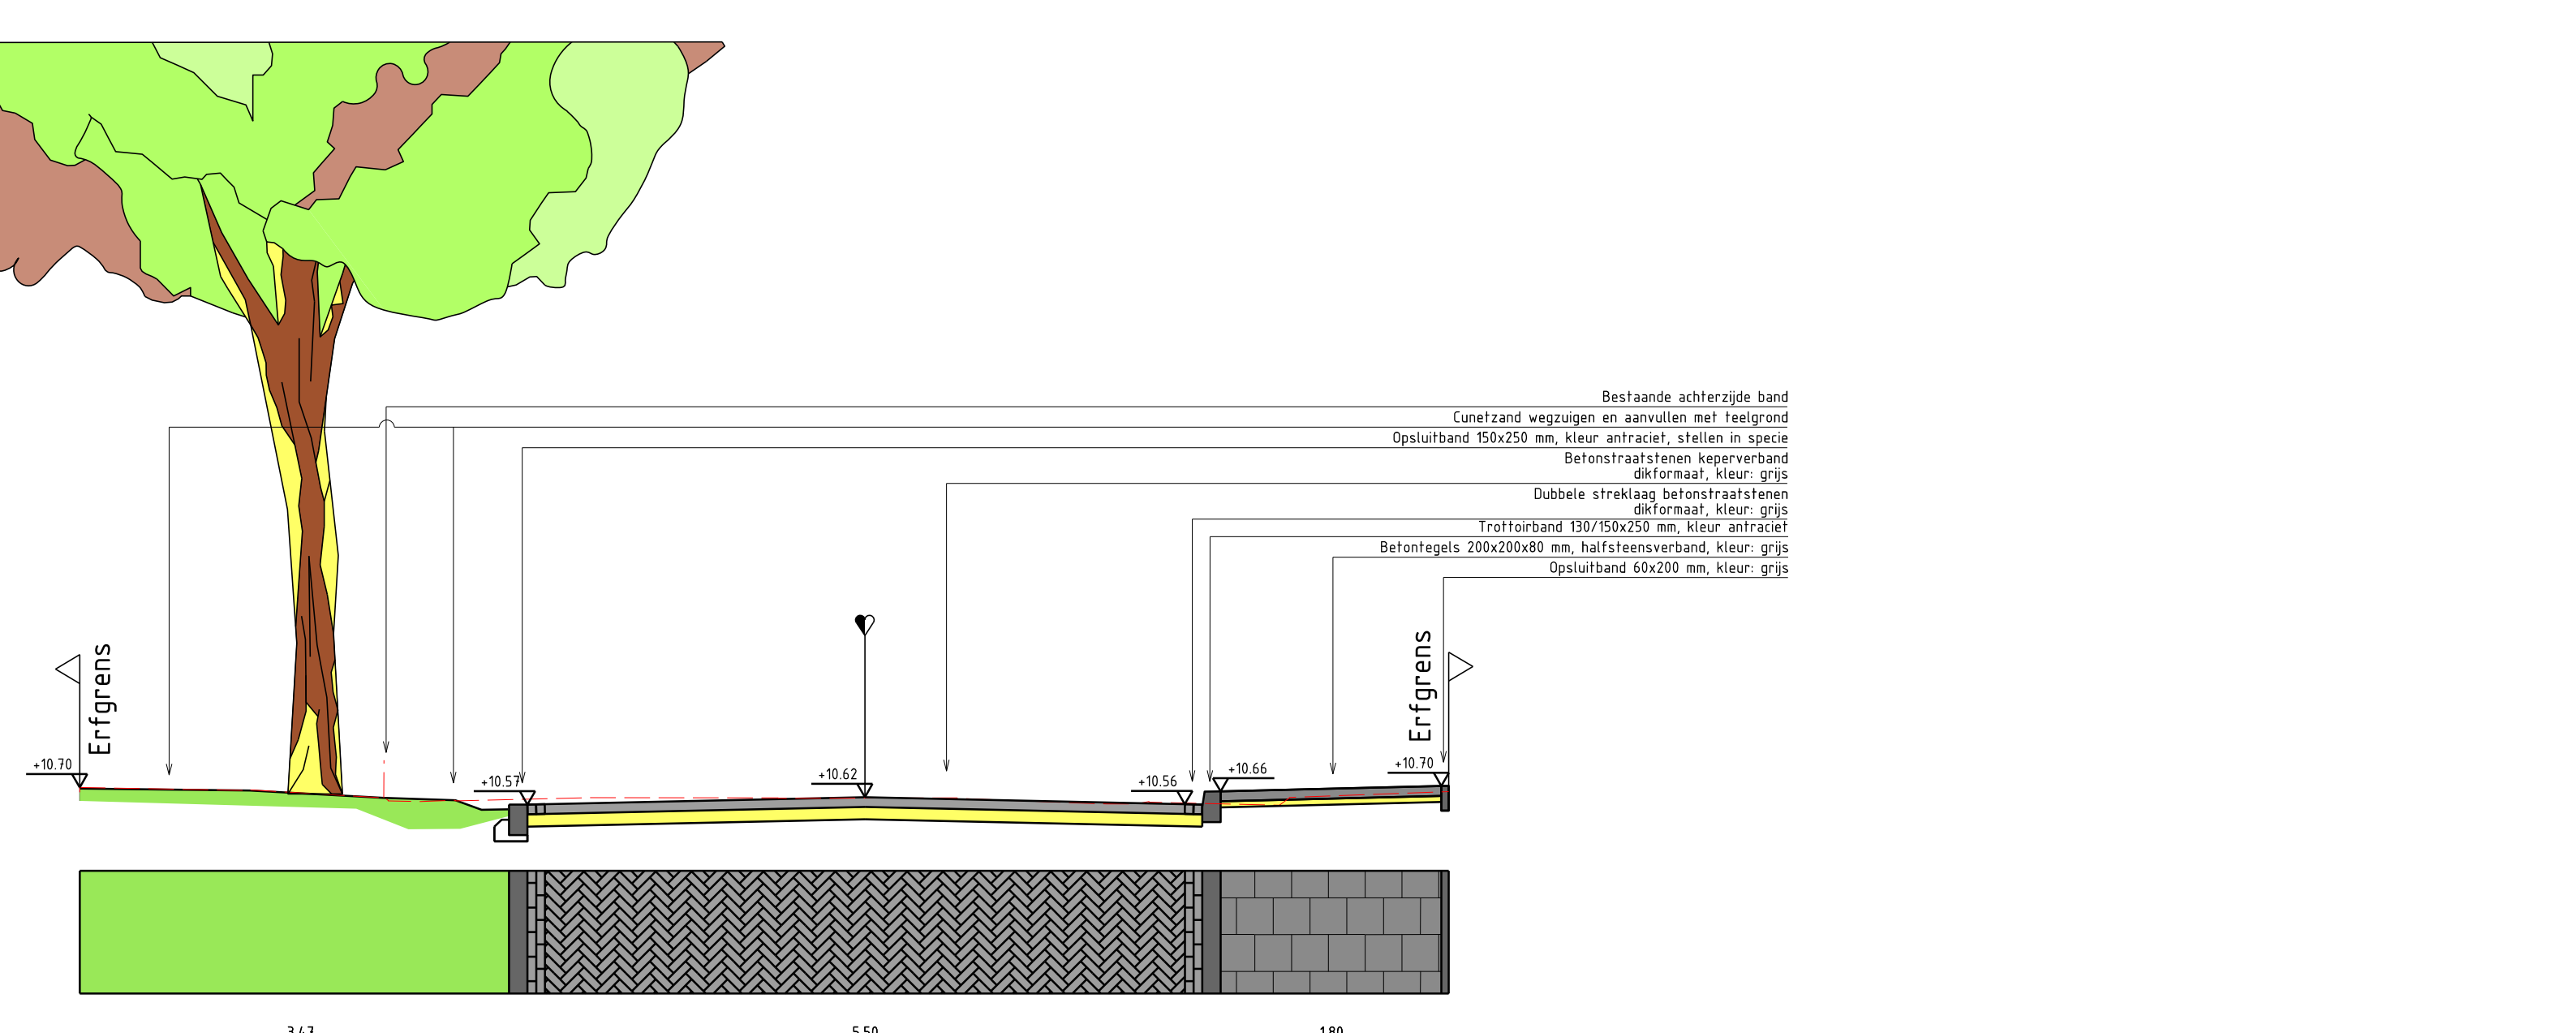 Bestaande achterzijde band
Cunetzand wegzuigen en aanvullen met teelgrond
Opsluitband 150x250 mm, kleur antraciet, stellen in specie
Betonstraatstenen keperverband
dikformaat, kleur: grijs
Dubbele streklaag betonstraatstenen
dikformaat, kleur: grijs
Trottoirband 130/150x250 mm, kleur antraciet
Betontegels 200x200x80 mm, halfsteensverband, kleur: grijs
Opsluitband 60x200 mm, kleur: grijs
Erfgrens
Erfgrens
+10.70
+10.57
+10.62
+10.56
+10.66
+10.70
3.47
5.50
1.80